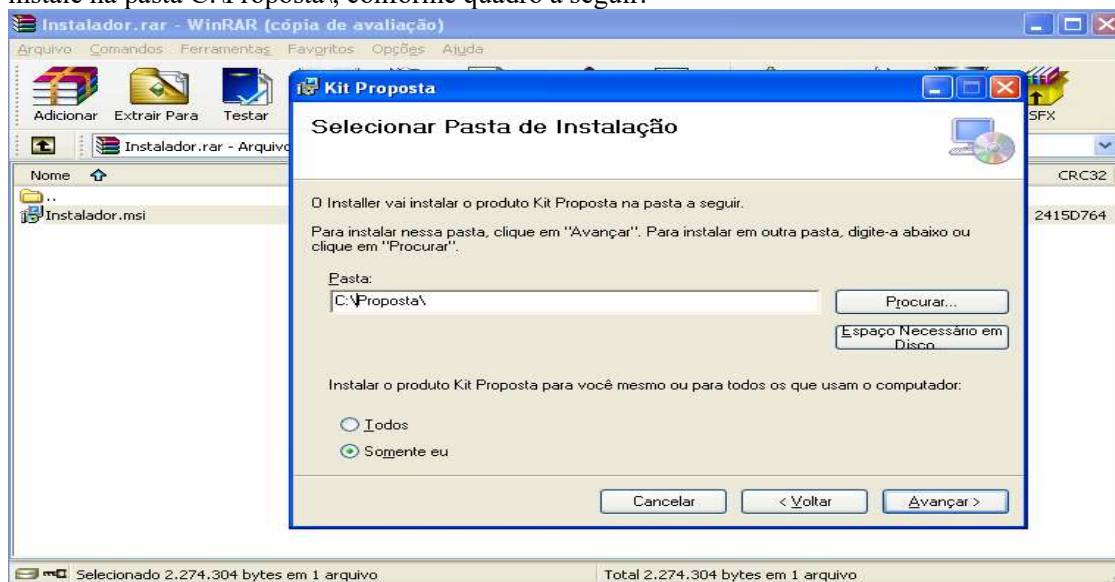 instale na pasta C:\Proposta\, conforme quadro a seguir:
Instalador.rar - WinRAR (cópia de avaliação)
Arquivo Comandos Ferramentas Favoritos Opções Ajuda
Adicionar Extrair Para Testar
SFX
Instalador.rar - Arquivo
Nome
CRC32
..
Instalador.msi
2415D764
Kit Proposta
Selecionar Pasta de Instalação
O Installer vai instalar o produto Kit Proposta na pasta a seguir.
Para instalar nessa pasta, clique em "Avançar". Para instalar em outra pasta, digite-a abaixo ou
clique em "Procurar".
Pasta:
C:\Proposta\
Procurar...
Espaço Necessário em
Disco...
Instalar o produto Kit Proposta para você mesmo ou para todos os que usam o computador:
Todos
Somente eu
Cancelar
< Voltar
Avançar >
Selecionado 2.274.304 bytes em 1 arquivo
Total 2.274.304 bytes em 1 arquivo